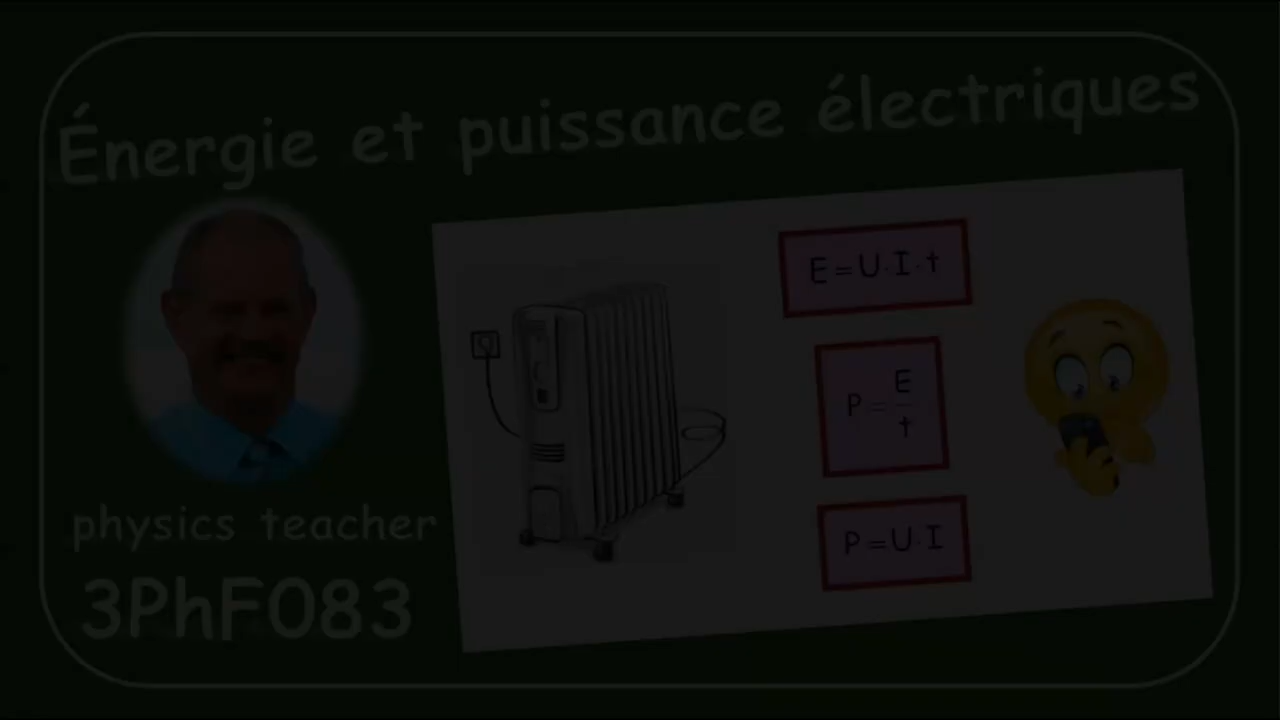 Énergie et puissance électriques
E=U·I·t
P=E/t
P=U·I
physics teacher
3PhF083